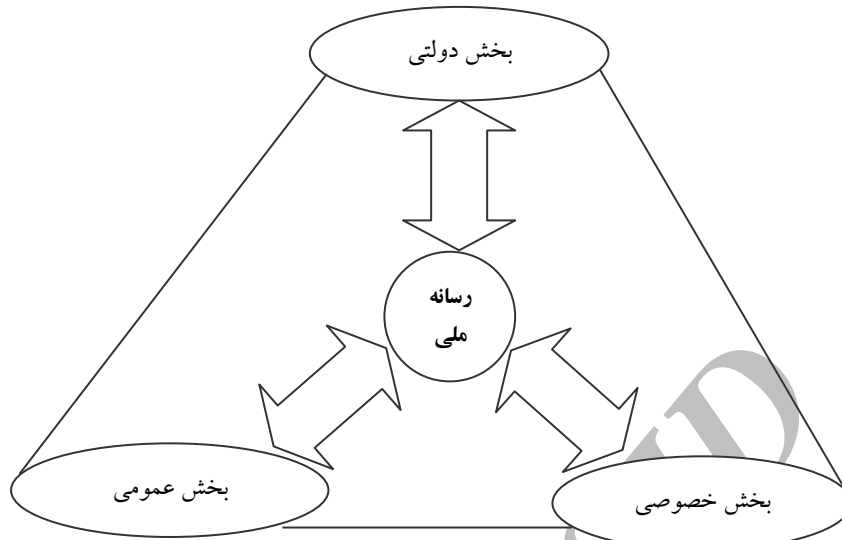 بخش دولتی
رسانه
ملی
بخش عمومی
بخش خصوصی